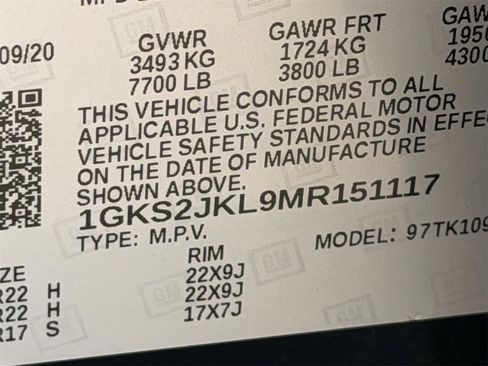 09/20 GVWR GAWR FRT
3493 KG 1724 KG 1950
7700 LB 3800 LB 4300
THIS VEHICLE CONFORMS TO ALL
APPLICABLE U.S. FEDERAL MOTOR
VEHICLE SAFETY STANDARDS IN EFFE
ON THE DATE OF MANUFACTURE
SHOWN ABOVE.
1GKS2JKL9MR151117
TYPE: M.P.V. MODEL: 97TK109
ZE RIM
R22 H 22X9J
R22 H 22X9J
R17 S 17X7J